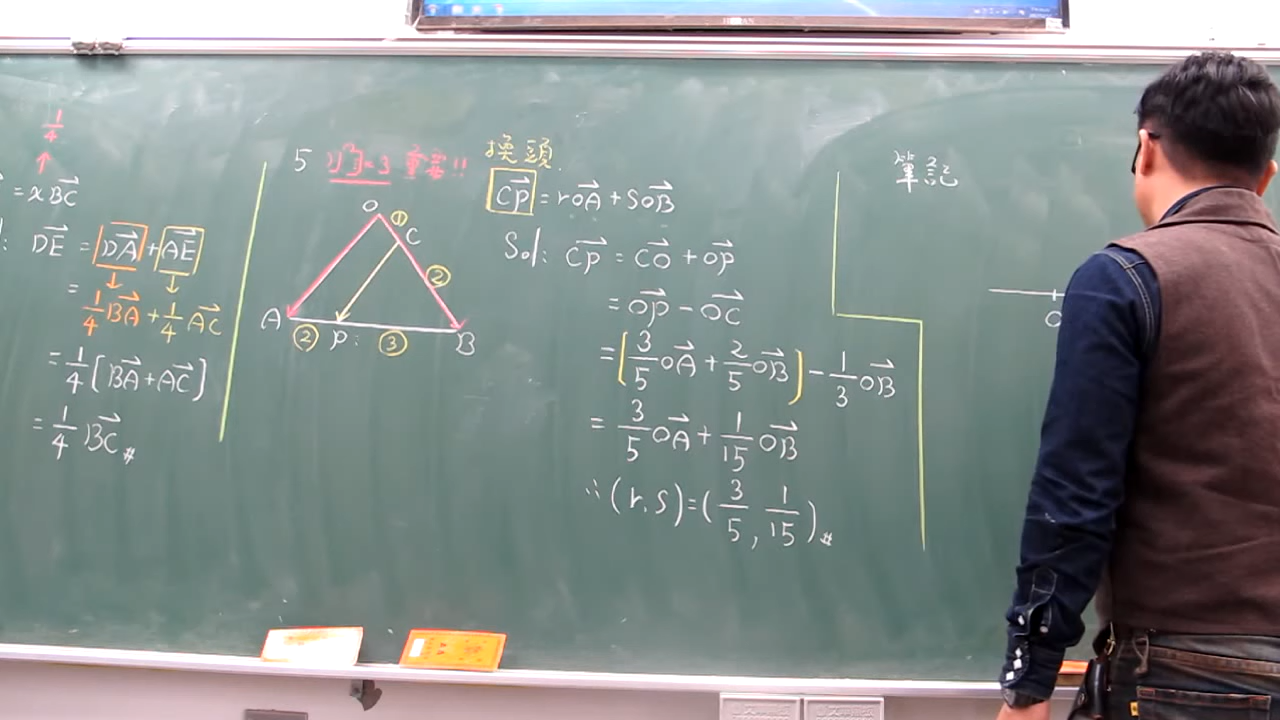 1/4
↑
= xBC⃗
: DE⃗ = DA⃗ + AE⃗
= 1/4 BA⃗ + 1/4 AC⃗
= 1/4 [BA⃗ + AC⃗]
= 1/4 BC⃗ #
5
重要!!
O
①
C
②
A
B
② P: ③
換頭.
CP⃗ = rOA⃗ + sOB⃗
Sol: CP⃗ = CO⃗ + OP⃗
= OP⃗ - OC⃗
= [3/5 OA⃗ + 2/5 OB⃗] - 1/3 OB⃗
= 3/5 OA⃗ + 1/15 OB⃗
∴ (r, s) = (3/5, 1/15) #
筆記
O